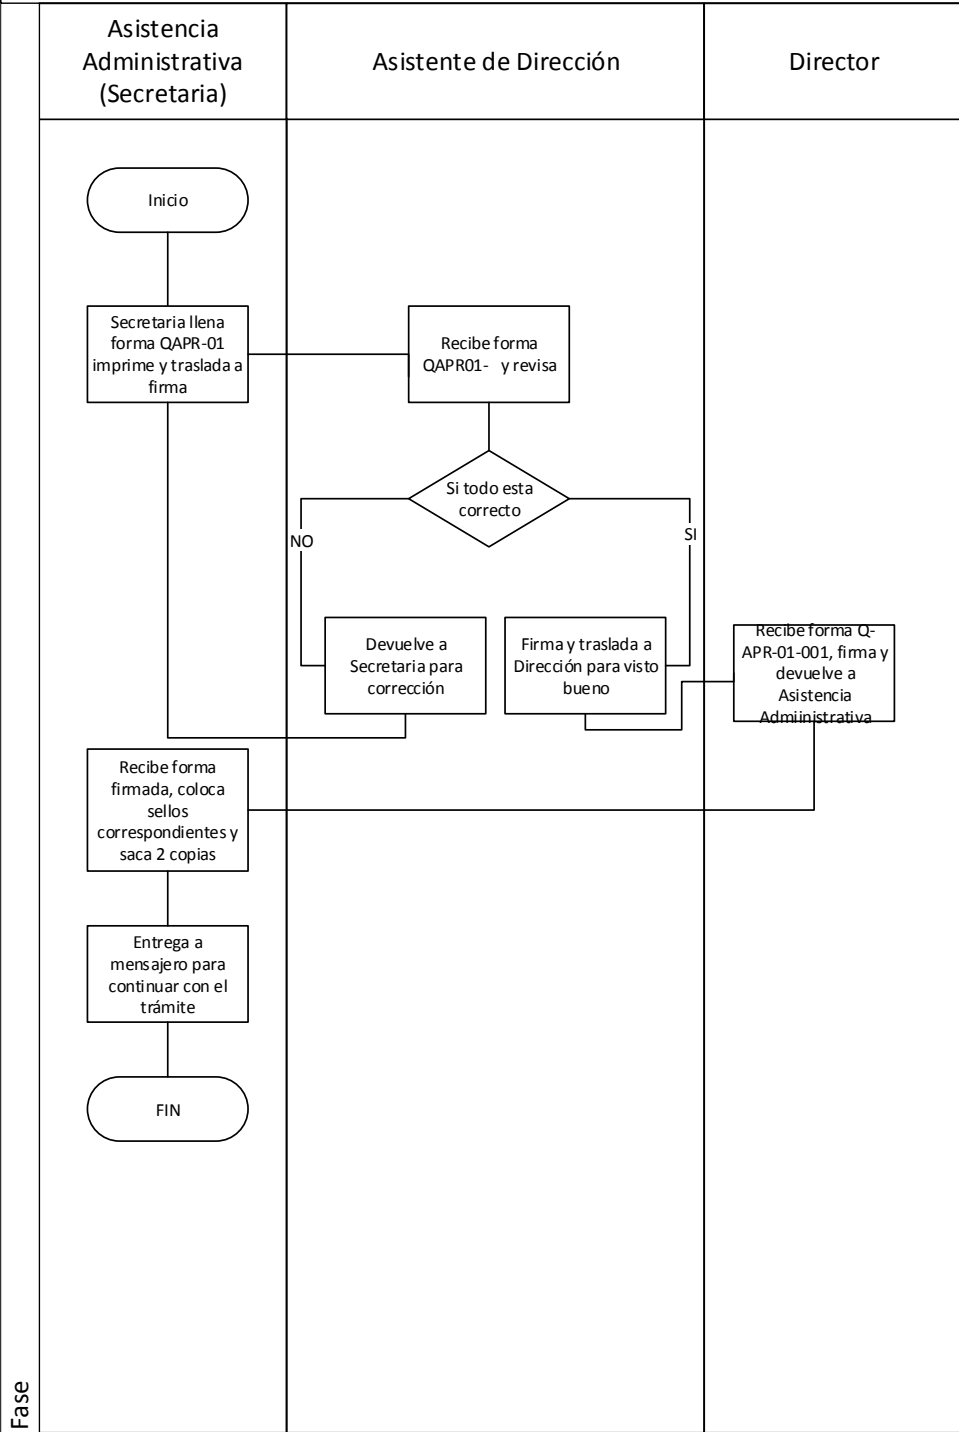 Asistencia
Administrativa
(Secretaria)
Asistente de Dirección
Director
Inicio
Secretaria llena
forma QAPR-01
imprime y traslada a
firma
Recibe forma
QAPR01- y revisa
Si todo esta
correcto
NO
SI
Devuelve a
Secretaria para
corrección
Firma y traslada a
Dirección para visto
bueno
Recibe forma Q-
APR-01-001, firma y
devuelve a
Asistencia
Admiinistrativa
Recibe forma
firmada, coloca
sellos
correspondientes y
saca 2 copias
Entrega a
mensajero para
continuar con el
trámite
FIN
Fase